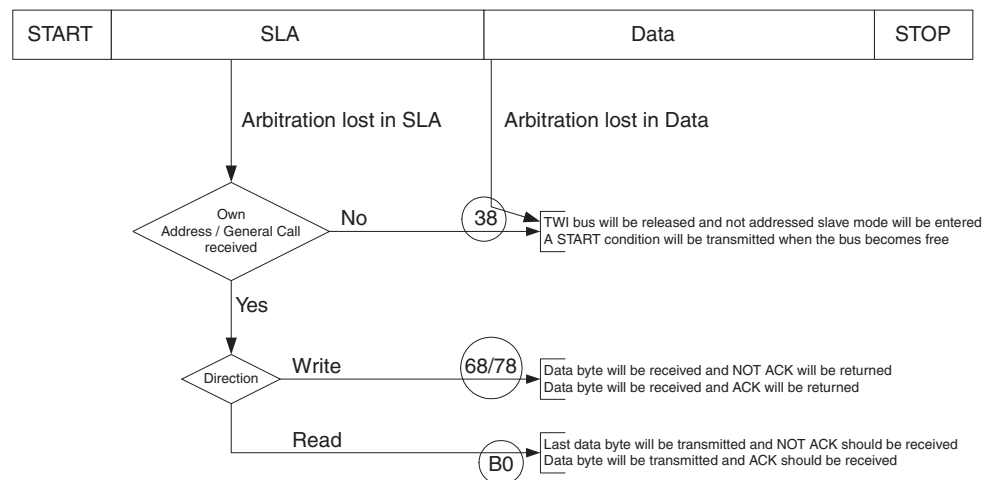 START SLA Data STOP
Arbitration lost in SLA Arbitration lost in Data
Own
Address / General Call
received
No
38
TWI bus will be released and not addressed slave mode will be entered
A START condition will be transmitted when the bus becomes free
Yes
Direction
Write
68/78
Data byte will be received and NOT ACK will be returned
Data byte will be received and ACK will be returned
Read
B0
Last data byte will be transmitted and NOT ACK should be received
Data byte will be transmitted and ACK should be received